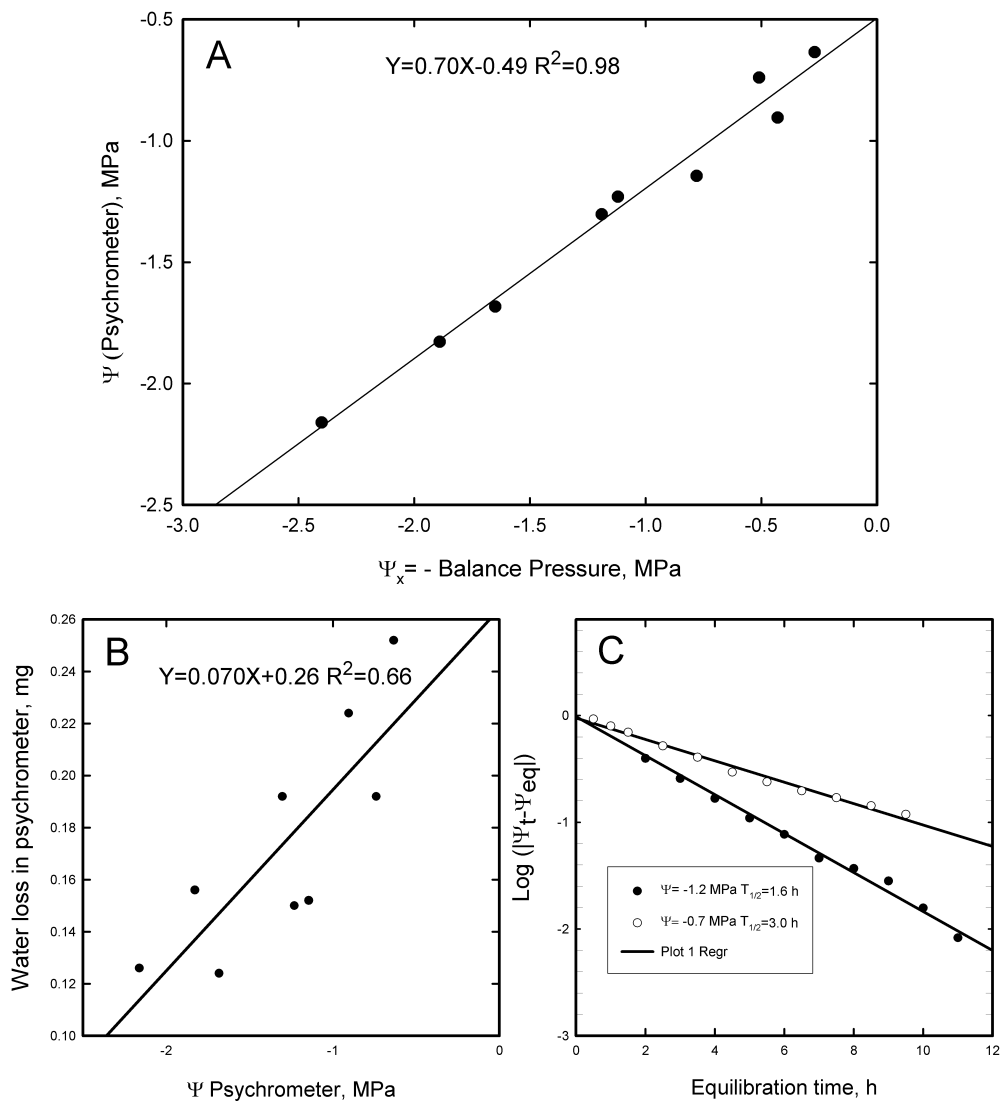 A
Y=0.70X-0.49 R2=0.98
Ψ (Psychrometer), MPa
-0.5
-1.0
-1.5
-2.0
-2.5
-3.0 -2.5 -2.0 -1.5 -1.0 -0.5 0.0
Ψx= - Balance Pressure, MPa
B
Y=0.070X+0.26 R2=0.66
Water loss in psychrometer, mg
0.26
0.24
0.22
0.20
0.18
0.16
0.14
0.12
0.10
-2 -1 0
Ψ Psychrometer, MPa
C
Log (|Ψt-Ψeq|)
0
-1
-2
-3
Ψ= -1.2 MPa T1/2=1.6 h
Ψ= -0.7 MPa T1/2=3.0 h
Plot 1 Regr
0 2 4 6 8 10 12
Equilibration time, h